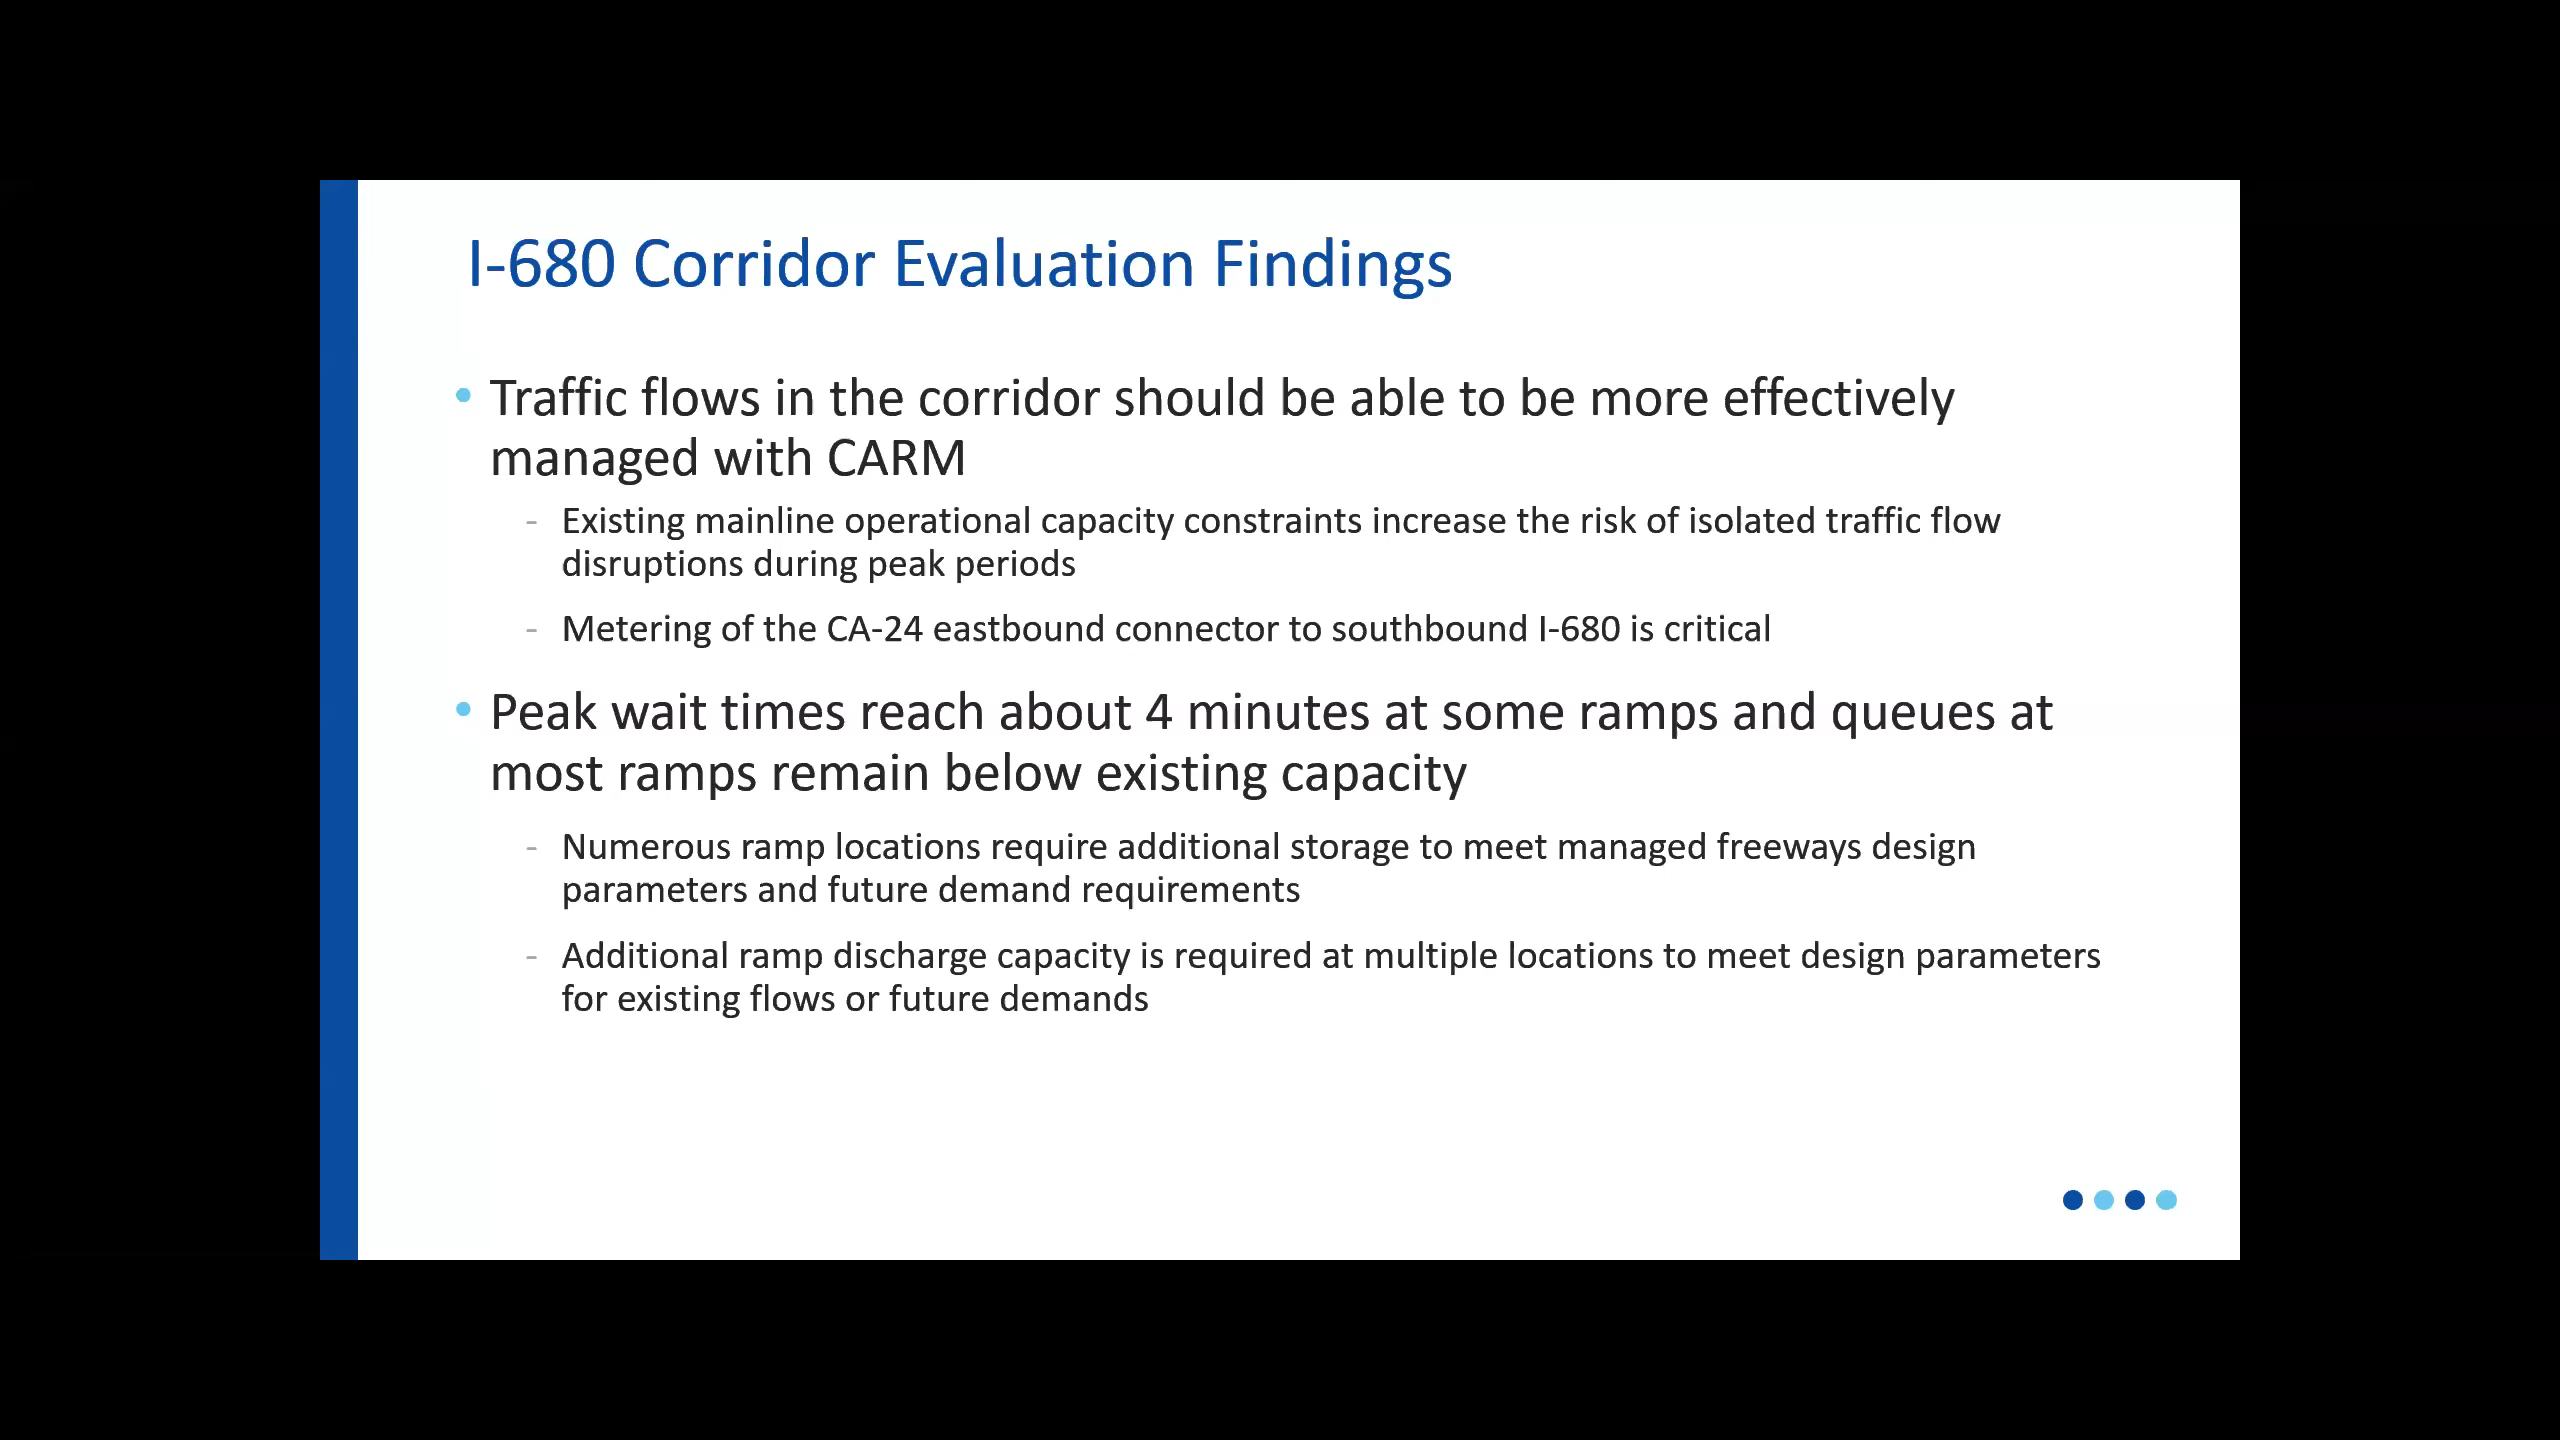 I-680 Corridor Evaluation Findings
• Traffic flows in the corridor should be able to be more effectively
managed with CARM
- Existing mainline operational capacity constraints increase the risk of isolated traffic flow
disruptions during peak periods
- Metering of the CA-24 eastbound connector to southbound I-680 is critical
• Peak wait times reach about 4 minutes at some ramps and queues at
most ramps remain below existing capacity
- Numerous ramp locations require additional storage to meet managed freeways design
parameters and future demand requirements
- Additional ramp discharge capacity is required at multiple locations to meet design parameters
for existing flows or future demands